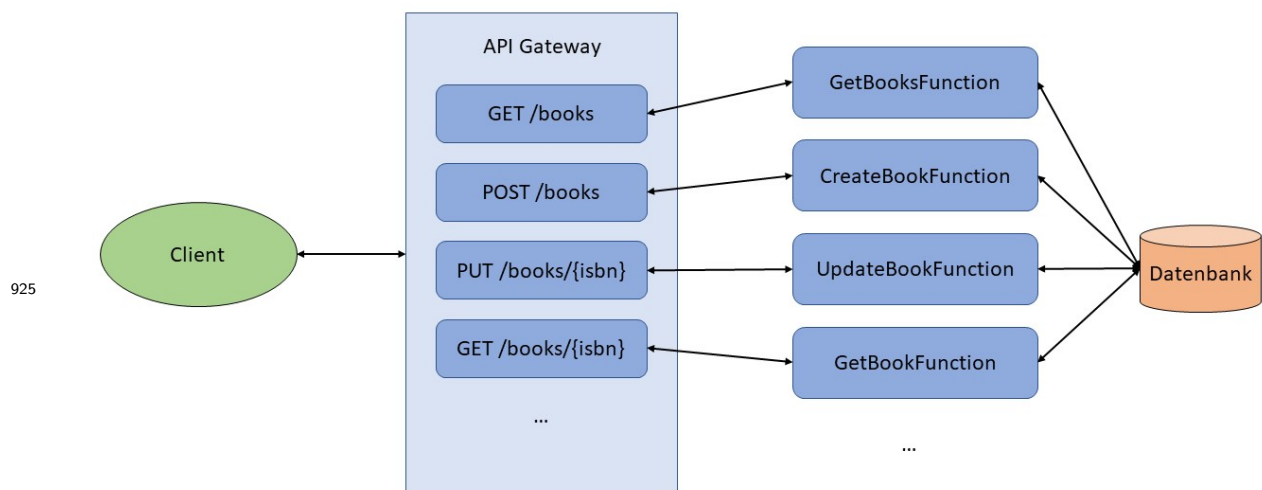 API Gateway
GET /books
POST /books
PUT /books/{isbn}
GET /books/{isbn}
...
Client
925
GetBooksFunction
CreateBookFunction
UpdateBookFunction
GetBookFunction
...
Datenbank